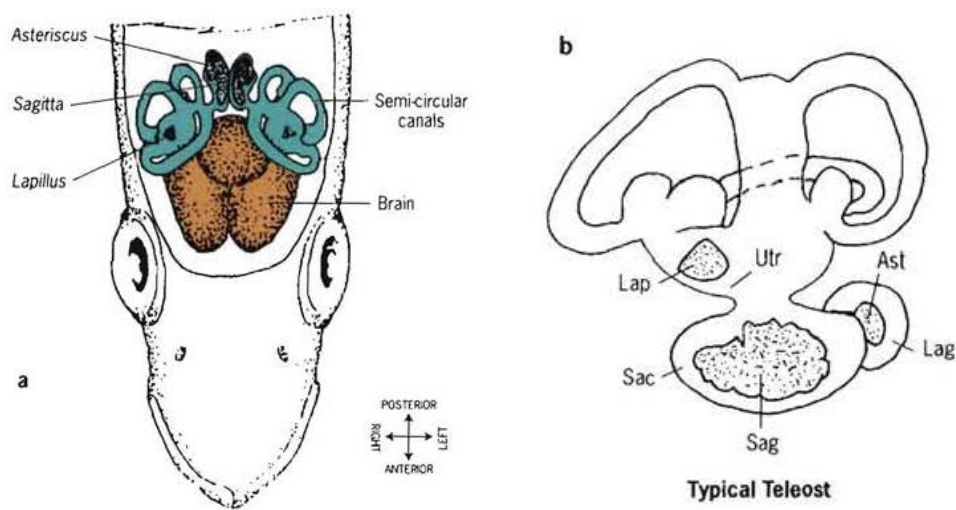 Asteriscus
Sagitta
Lapillus
Semi-circular
canals
Brain
a
POSTERIOR
RIGHT
LEFT
ANTERIOR
b
Utr
Ast
Lap
Lag
Sac
Sag
Typical Teleost